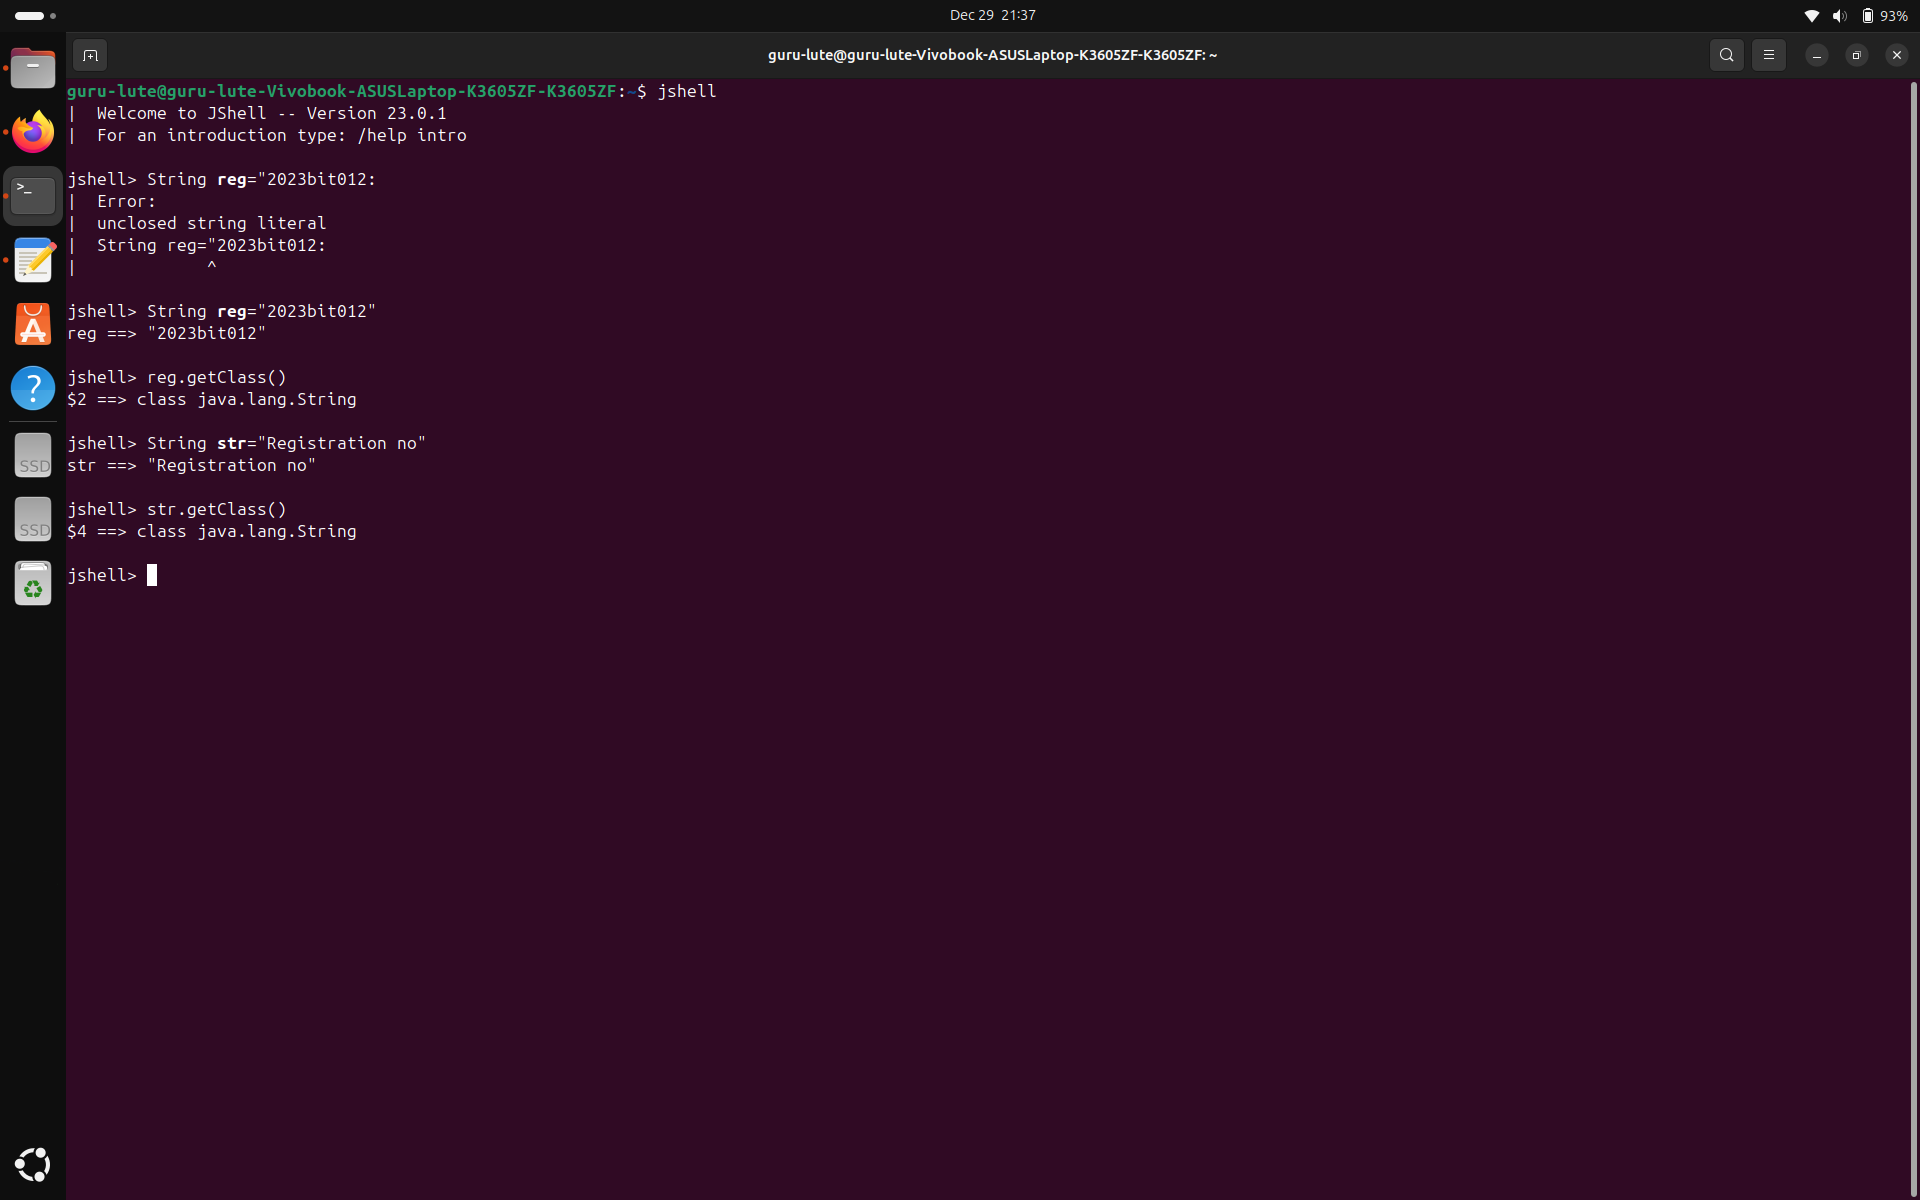 Dec 29 21:37
93%
guru-lute@guru-lute-Vivobook-ASUSLaptop-K3605ZF-K3605ZF: ~
guru-lute@guru-lute-Vivobook-ASUSLaptop-K3605ZF-K3605ZF:~$ jshell
|  Welcome to JShell -- Version 23.0.1
|  For an introduction type: /help intro
jshell> String reg="2023bit012:
|  Error:
|  unclosed string literal
|  String reg="2023bit012:
|             ^
jshell> String reg="2023bit012"
reg ==> "2023bit012"
jshell> reg.getClass()
$2 ==> class java.lang.String
jshell> String str="Registration no"
str ==> "Registration no"
jshell> str.getClass()
$4 ==> class java.lang.String
jshell>
>_
A
?
SSD
SSD